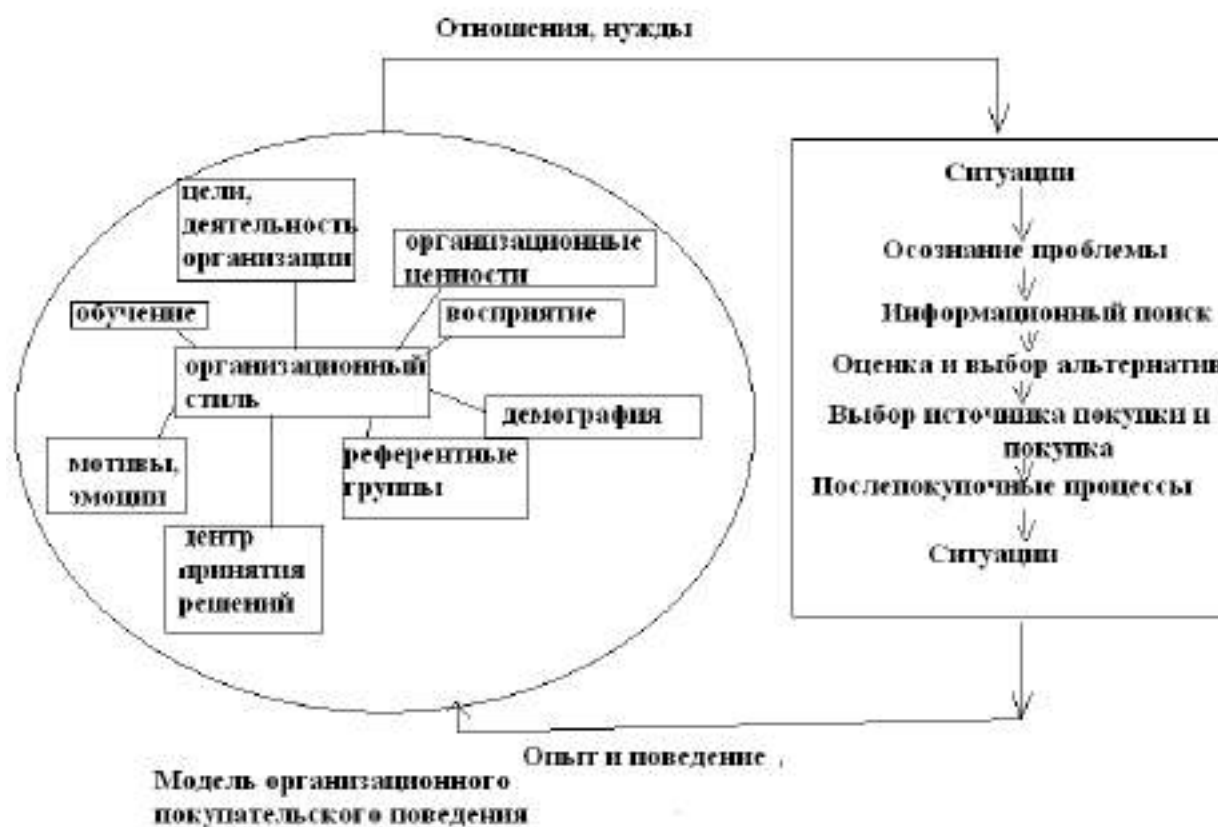 Отношения, нужды
цели,
деятельность
организации
организационные
ценности
обучение
восприятие
организационный
стиль
демография
мотивы,
эмоции
референтные
группы
центр
принятия
решений
Ситуации
Осознание проблемы
Информационный поиск
Оценка и выбор альтернатив
Выбор источника покупки и
покупка
Послепокупочные процессы
Ситуации
Опыт и поведение ,
Модель организационного
покупательского поведения